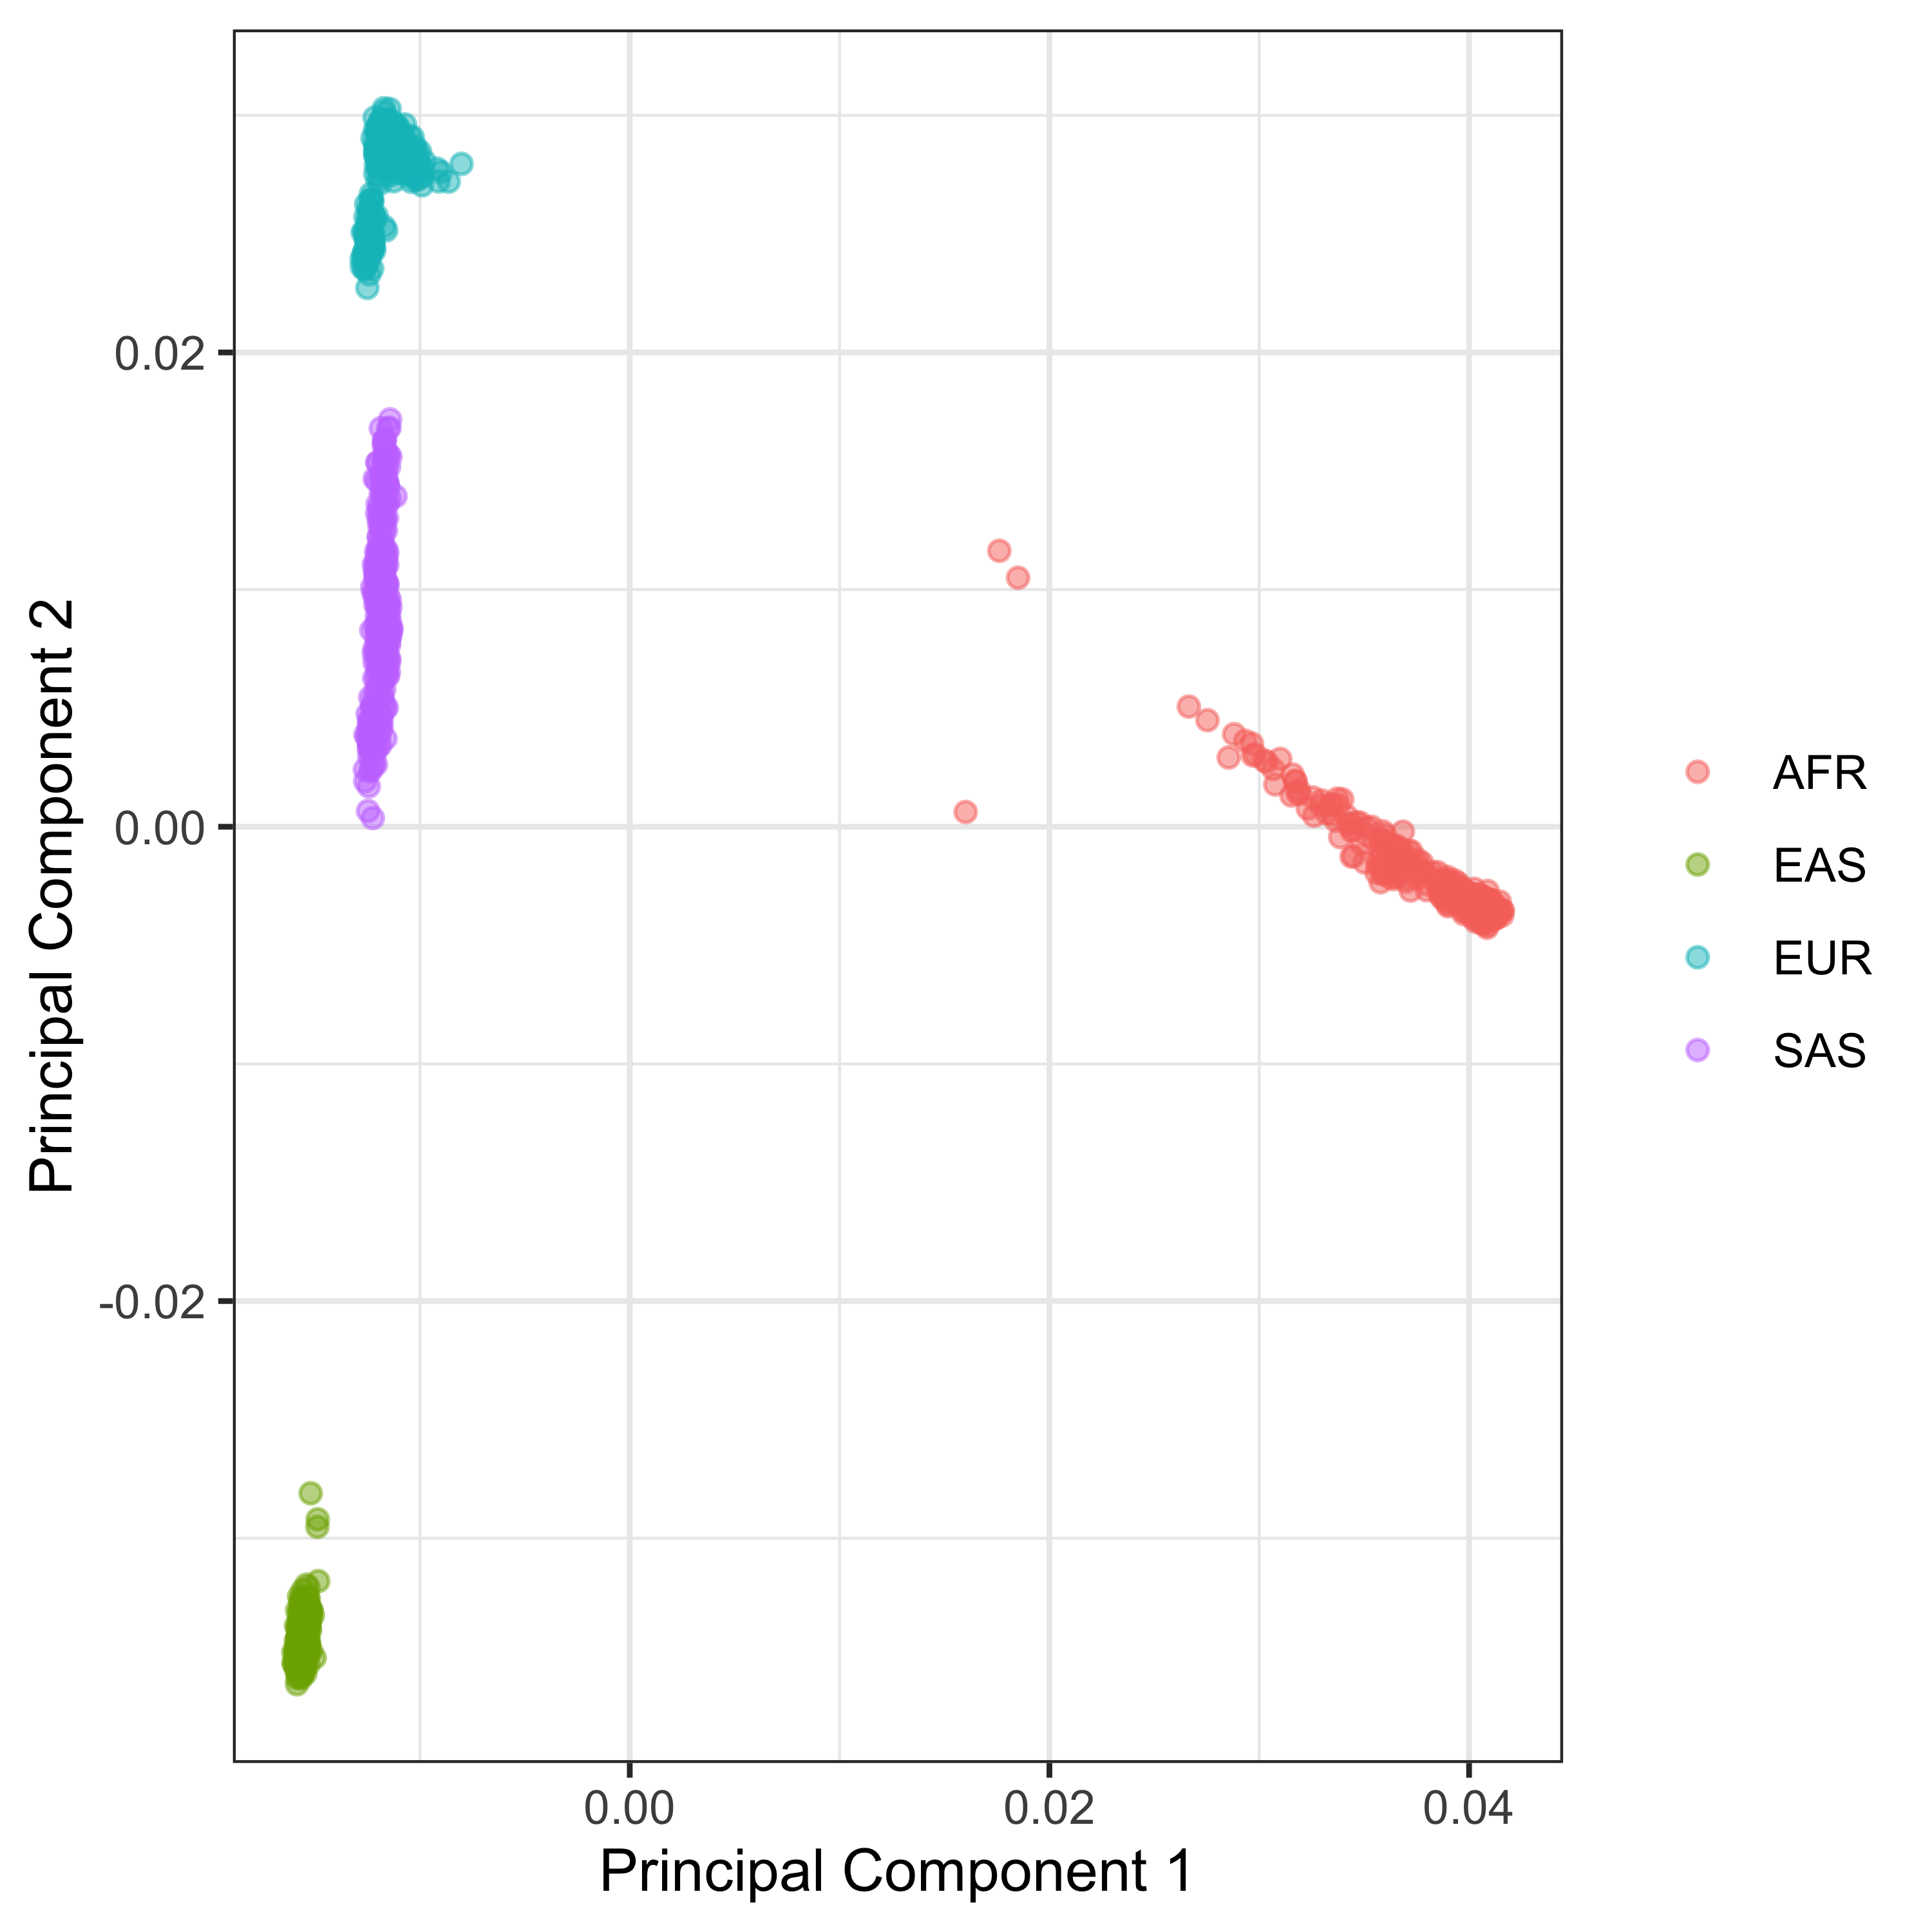 Principal Component 2
0.02
0.00
-0.02
0.00
0.02
0.04
Principal Component 1
AFR
EAS
EUR
SAS